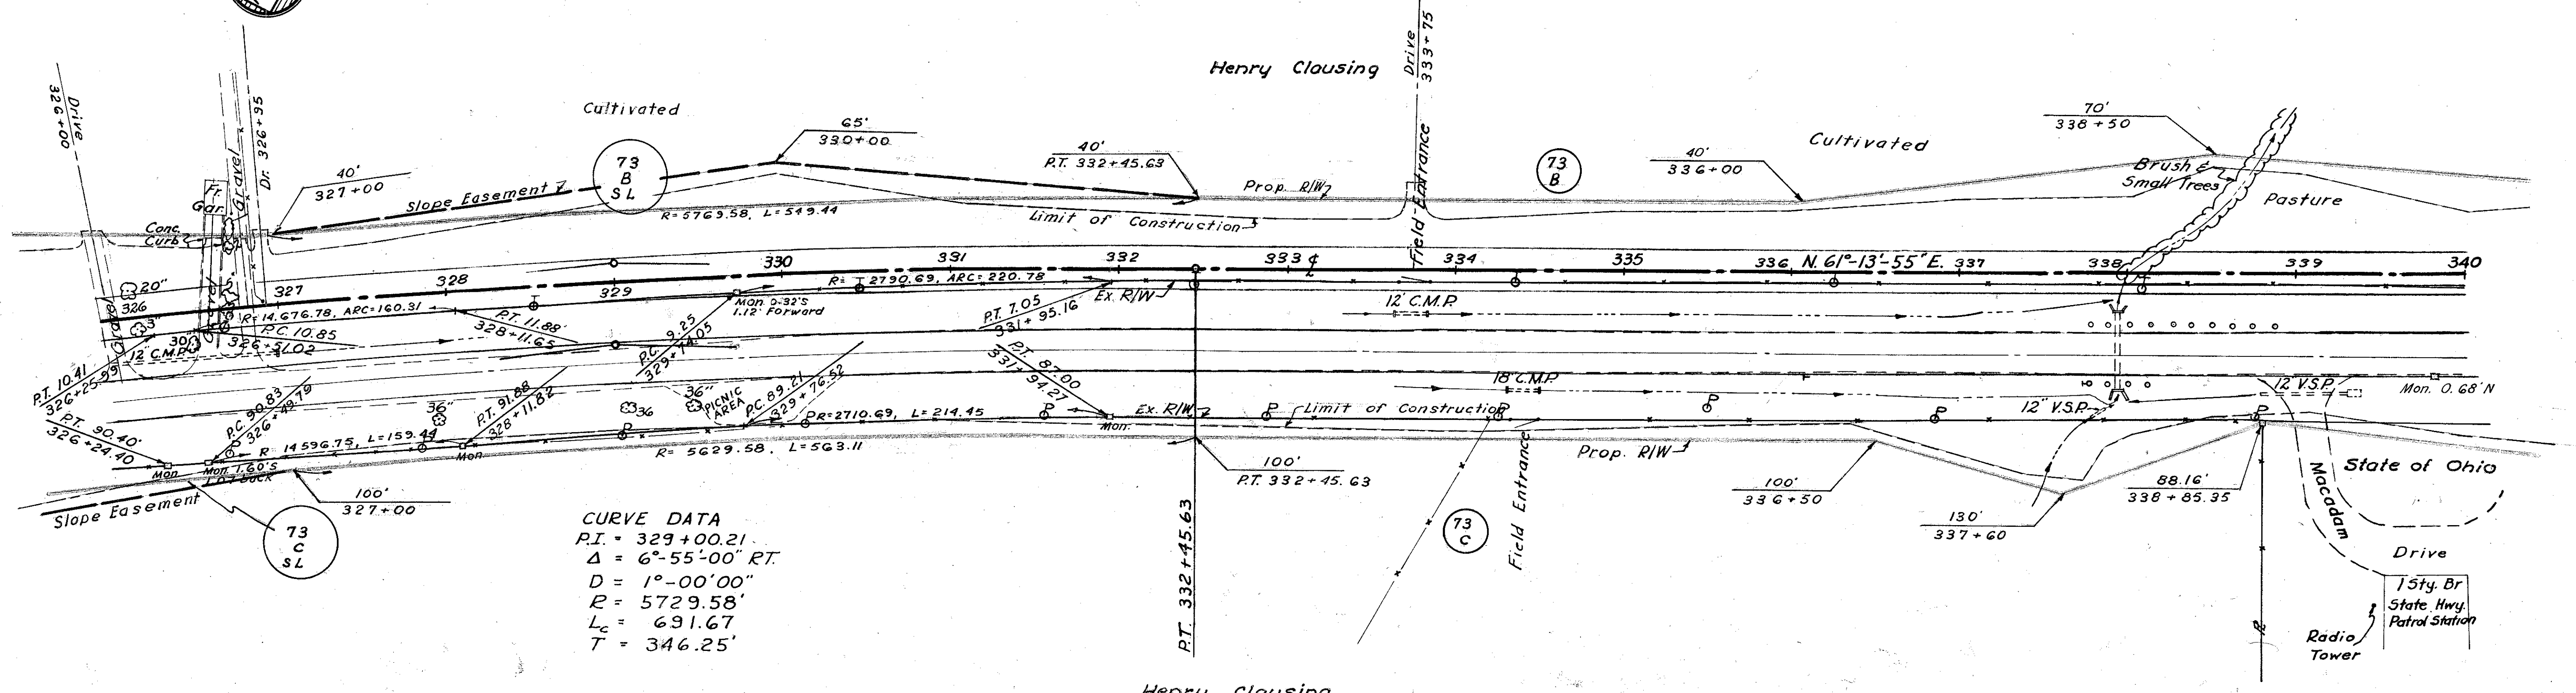 Drive
326+00
Dr. 326+95
Gravel
Fr.
Gar.
Conc.
Curb
40'
327+00
Slope Easement
Cultivated
73
B
SL
65'
330+00
40'
P.T. 332+45.63
R=5769.58, L=549.44
Prop. R/W
Limit of Construction
Henry Clousing
Drive
333+75
Field Entrance
73
B
40'
336+00
Cultivated
70'
338+50
Brush &
Small Trees
Pasture
326
327
328
329
330
331
332
333 ℄
334
335
336
N. 61°-13'-55" E.
337
338
339
340
20"
3"
30"
12" C.M.P.
Gravel
R=14,676.78, ARC=160.31
P.C. 10.85
326+51.02
P.T. 11.88
328+11.65
Mon. 0.32'S
1.12' Forward
R= 2790.69, ARC= 220.78
P.C. 9.25
329+74.05
P.T. 7.05
331+95.16
Ex. R/W
12" C.M.P.
P.T. 10.41
326+25.99
P.T. 90.40'
326+24.40
P.C. 90.83
326+49.79
36"
P.T. 91.88
328+11.82
36
36"
PICNIC
AREA
P.C. 89.21
329+76.52
P.T. 87.00
331+94.27
R=2710.69, L=214.45
Ex. R/W
Mon.
Limit of Construction
18" C.M.P.
12" V.S.P.
12" V.S.P.
Mon. 0.68'N
Mon.
Mon. 1.60'S
R= 14596.75, L=159.44
Mon.
R= 5629.58, L=563.11
Slope Easement
100'
327+00
73
C
SL
100'
P.T. 332+45.63
P.T. 332+45.63
73
C
Field Entrance
Prop. R/W
100'
336+50
130'
337+60
88.16'
338+85.35
State of Ohio
Macadam
Drive
1 Sty. Br
State Hwy.
Patrol Station
Radio
Tower
CURVE DATA
P.I. = 329+00.21
Δ = 6°-55'-00" RT.
D = 1°-00'00"
R = 5729.58'
Lc = 691.67
T = 346.25'
Henry Clousing